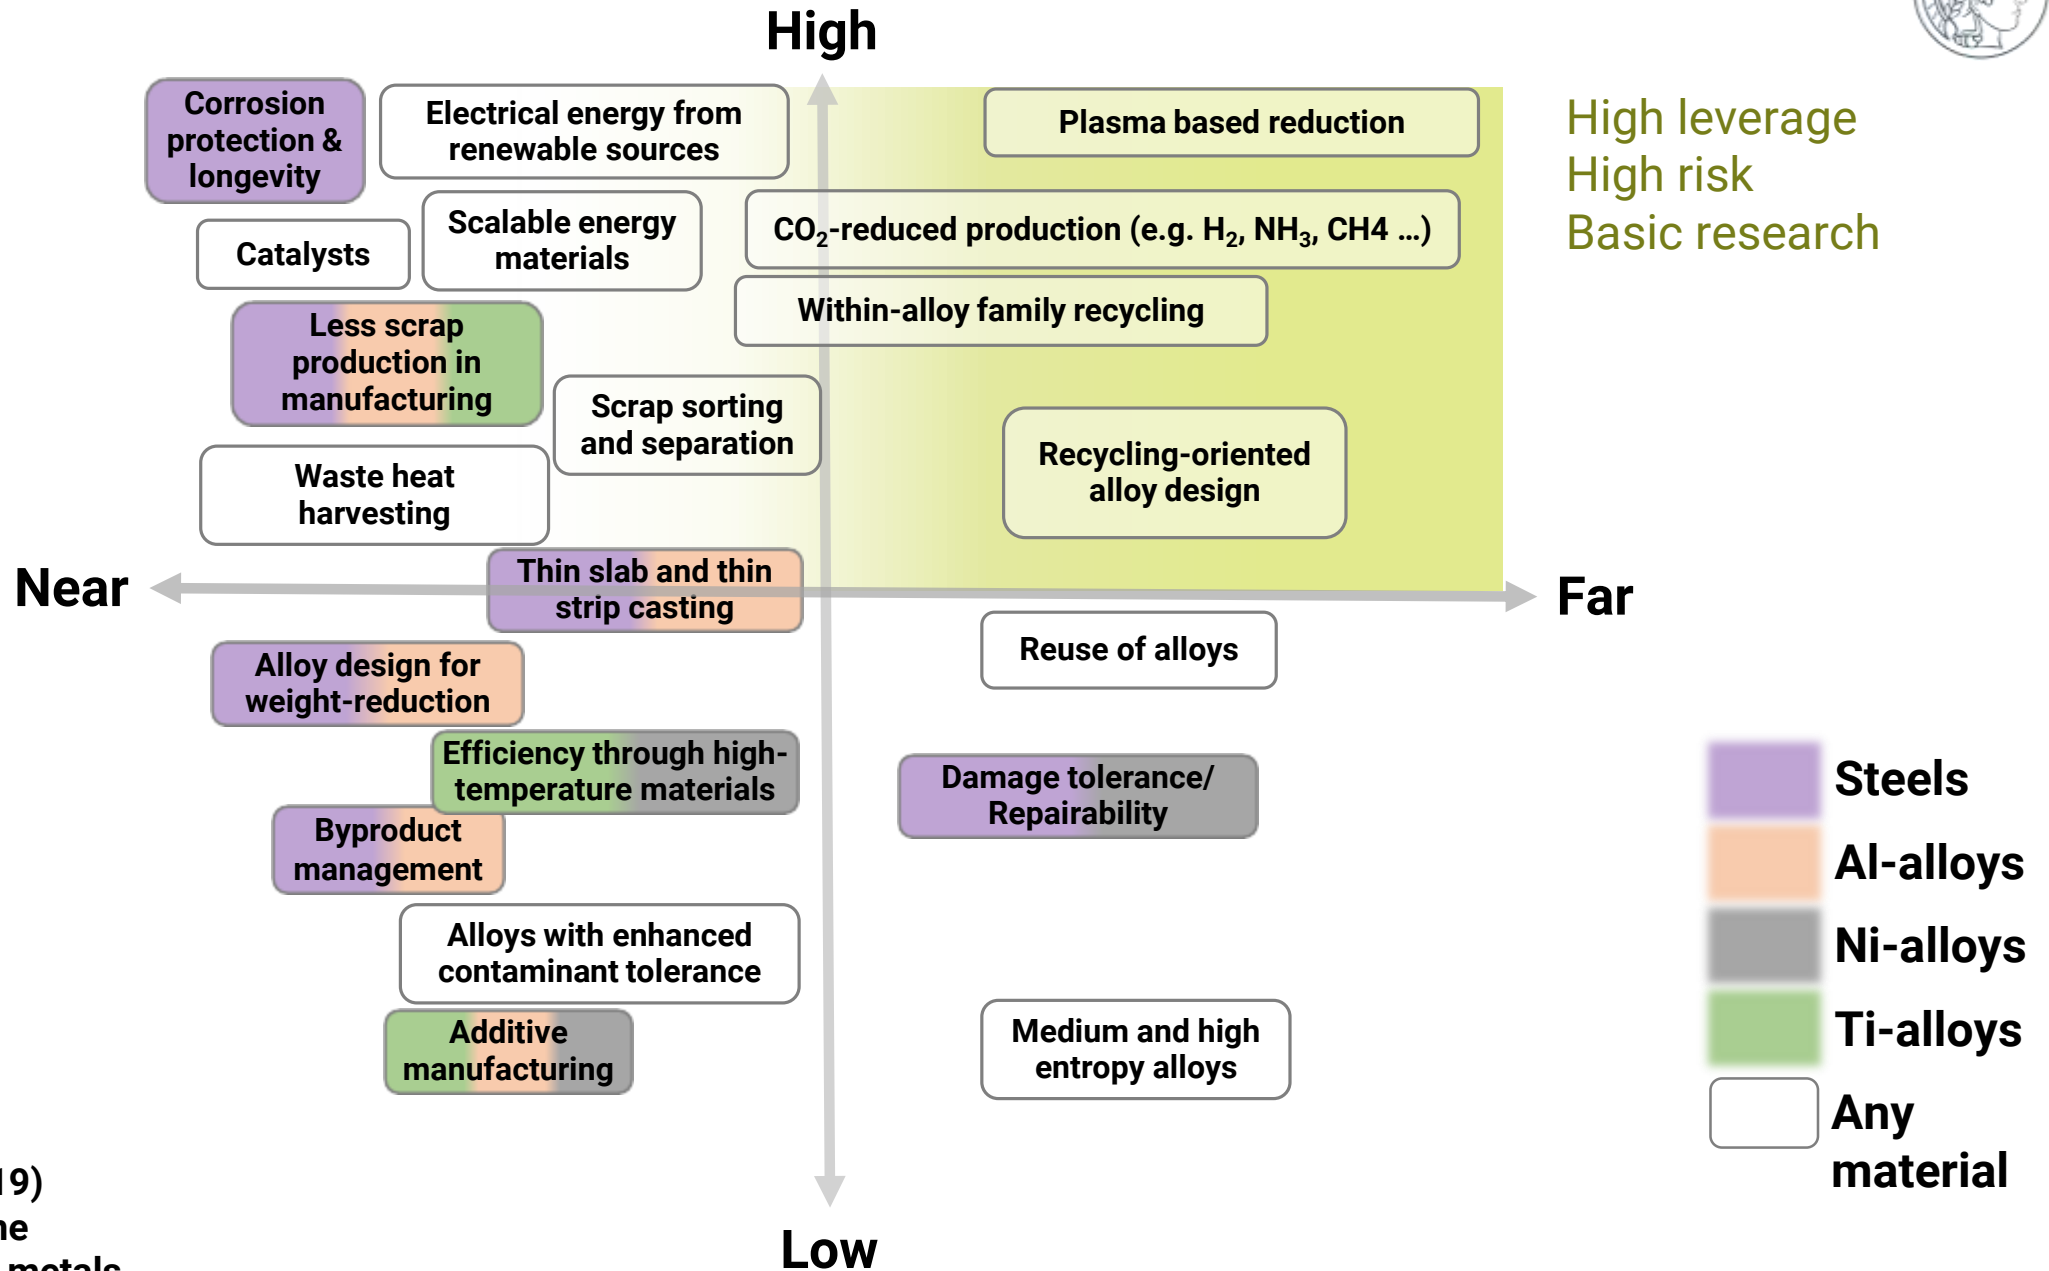 High
Corrosion
protection &
longevity
Electrical energy from
renewable sources
Plasma based reduction
High leverage
High risk
Basic research
Catalysts
Scalable energy
materials
CO₂-reduced production (e.g. H₂, NH₃, CH4 ...)
Within-alloy family recycling
Less scrap
production in
manufacturing
Scrap sorting
and separation
Recycling-oriented
alloy design
Waste heat
harvesting
Near
Thin slab and thin
strip casting
Far
Reuse of alloys
Alloy design for
weight-reduction
Efficiency through high-
temperature materials
Damage tolerance/
Repairability
Byproduct
management
Alloys with enhanced
contaminant tolerance
Additive
manufacturing
Medium and high
entropy alloys
Steels
Al-alloys
Ni-alloys
Ti-alloys
Any
material
19)
Low
metals